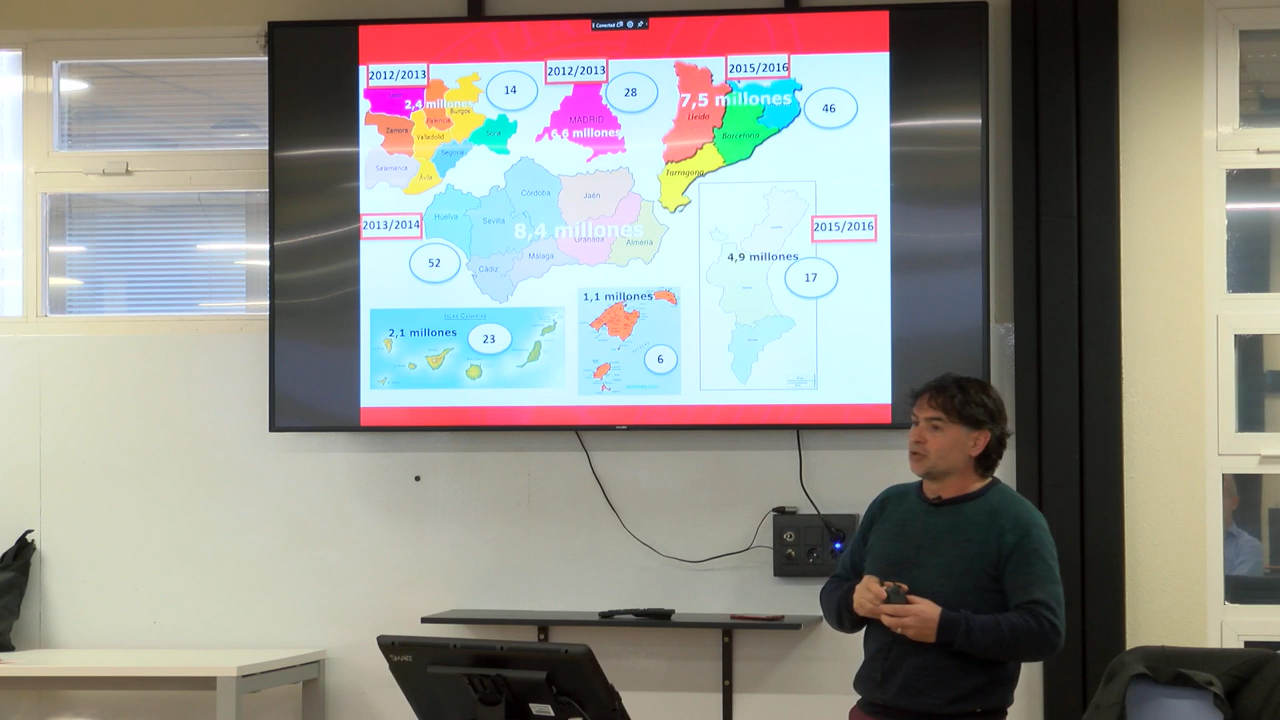 Conectad
2012/2013
14
2,4 millones
Burgos
Palencia
Zamora
Valladolid
Soria
Segovia
Salamanca
Ávila
2012/2013
28
MADRID
6,6 millones
2015/2016
46
7,5 millones
Lleida
Barcelona
Tarragona
2013/2014
52
Córdoba
Jaén
Huelva
Sevilla
8,4 millones
Granada
Almería
Málaga
Cádiz
2015/2016
4,9 millones
17
ISLAS CANARIAS
2,1 millones
23
1,1 millones
6